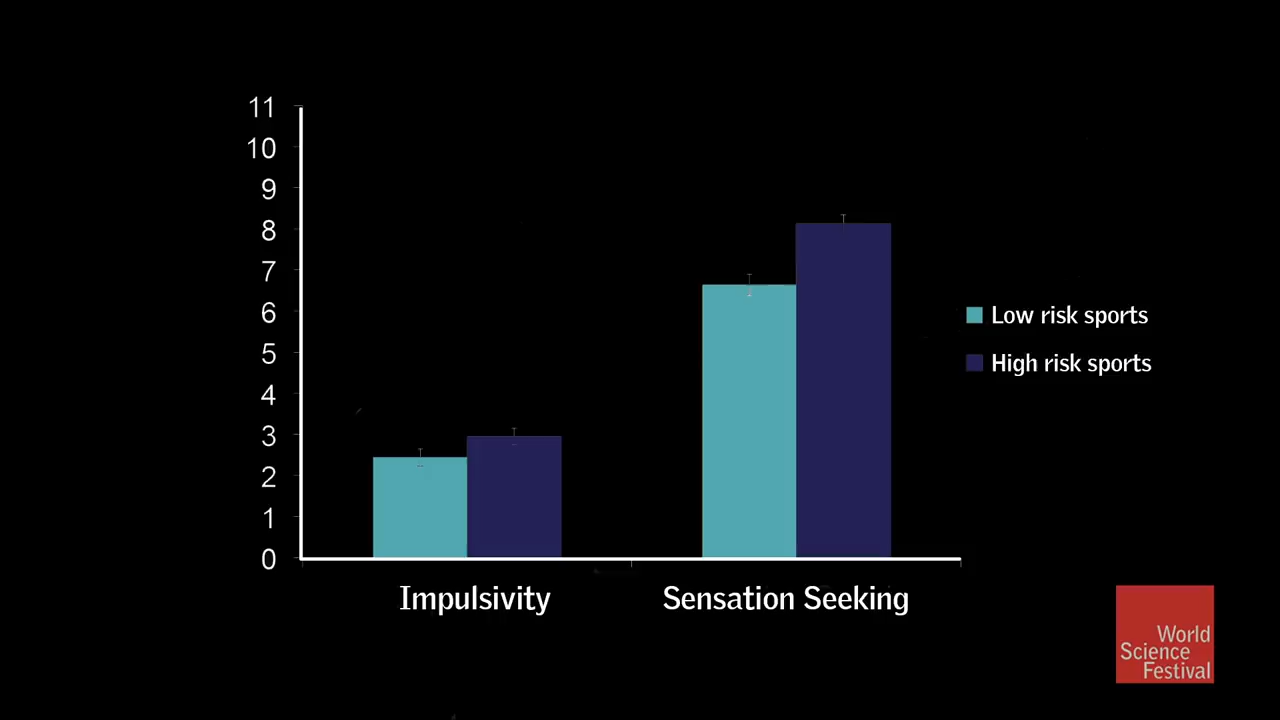 11
10
9
8
7
6
5
4
3
2
1
0
Impulsivity
Sensation Seeking
Low risk sports
High risk sports
World
Science
Festival